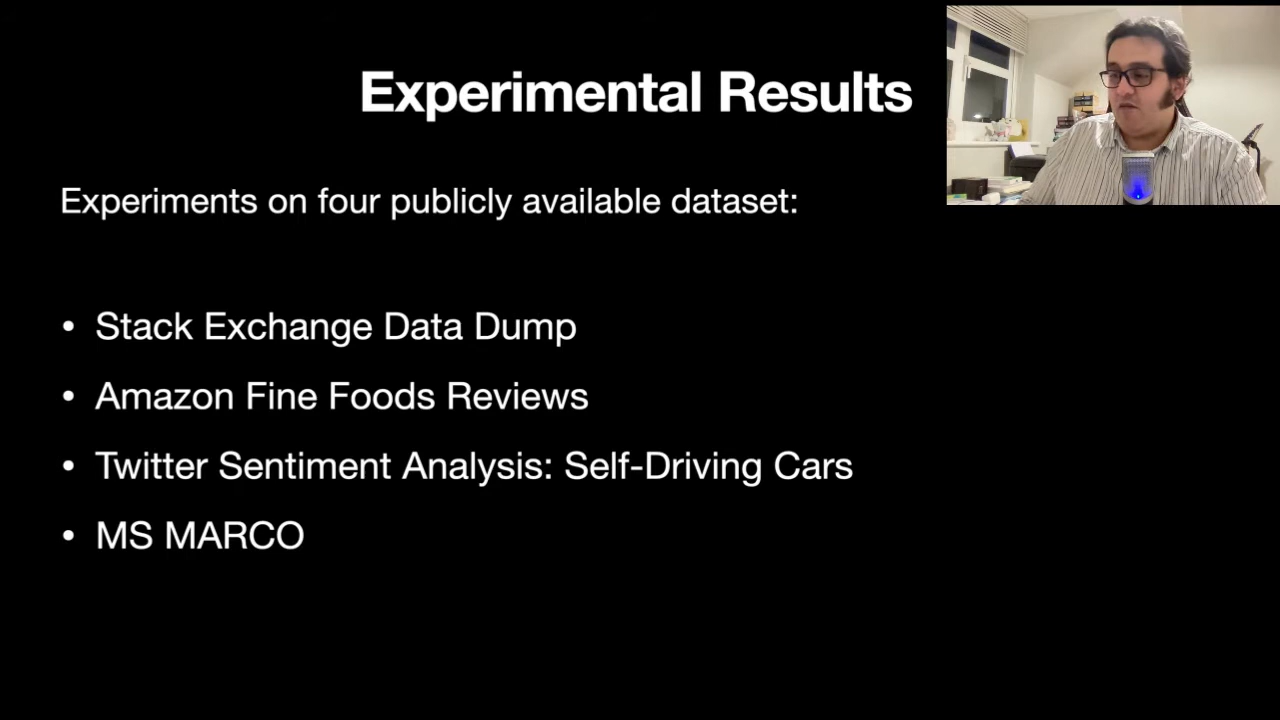 Experimental Results
Experiments on four publicly available dataset:
• Stack Exchange Data Dump
• Amazon Fine Foods Reviews
• Twitter Sentiment Analysis: Self-Driving Cars
• MS MARCO